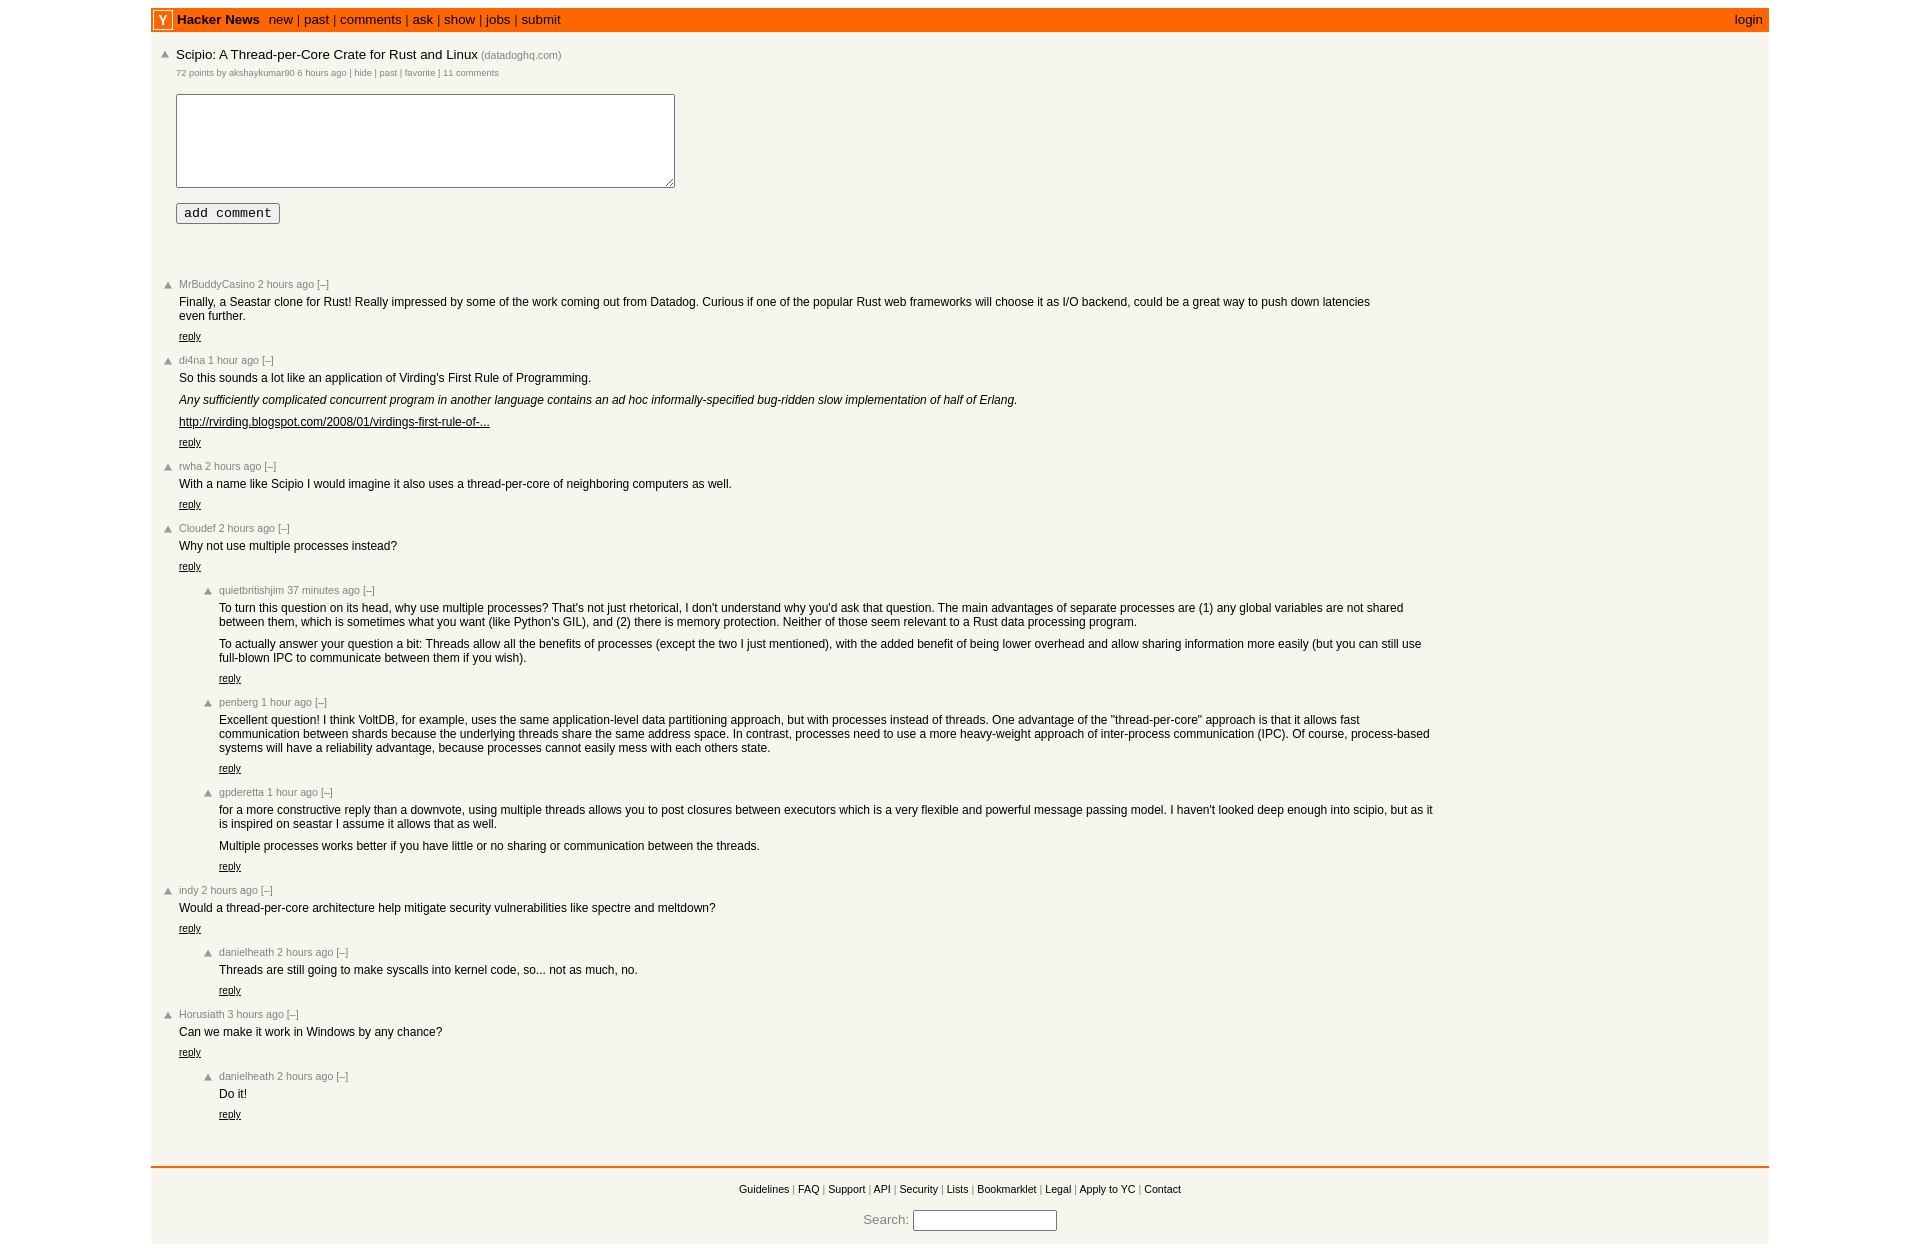 Y Hacker News new | past | comments | ask | show | jobs | submit login
Scipio: A Thread-per-Core Crate for Rust and Linux (datadoghq.com)
72 points by akshaykumar90 6 hours ago | hide | past | favorite | 11 comments
add comment
MrBuddyCasino 2 hours ago [–]
Finally, a Seastar clone for Rust! Really impressed by some of the work coming out from Datadog. Curious if one of the popular Rust web frameworks will choose it as I/O backend, could be a great way to push down latencies
even further.
reply
di4na 1 hour ago [–]
So this sounds a lot like an application of Virding's First Rule of Programming.
Any sufficiently complicated concurrent program in another language contains an ad hoc informally-specified bug-ridden slow implementation of half of Erlang.
http://rvirding.blogspot.com/2008/01/virdings-first-rule-of-...
reply
rwha 2 hours ago [–]
With a name like Scipio I would imagine it also uses a thread-per-core of neighboring computers as well.
reply
Cloudef 2 hours ago [–]
Why not use multiple processes instead?
reply
quietbritishjim 37 minutes ago [–]
To turn this question on its head, why use multiple processes? That's not just rhetorical, I don't understand why you'd ask that question. The main advantages of separate processes are (1) any global variables are not shared
between them, which is sometimes what you want (like Python's GIL), and (2) there is memory protection. Neither of those seem relevant to a Rust data processing program.
To actually answer your question a bit: Threads allow all the benefits of processes (except the two I just mentioned), with the added benefit of being lower overhead and allow sharing information more easily (but you can still use
full-blown IPC to communicate between them if you wish).
reply
penberg 1 hour ago [–]
Excellent question! I think VoltDB, for example, uses the same application-level data partitioning approach, but with processes instead of threads. One advantage of the "thread-per-core" approach is that it allows fast
communication between shards because the underlying threads share the same address space. In contrast, processes need to use a more heavy-weight approach of inter-process communication (IPC). Of course, process-based
systems will have a reliability advantage, because processes cannot easily mess with each others state.
reply
gpderetta 1 hour ago [–]
for a more constructive reply than a downvote, using multiple threads allows you to post closures between executors which is a very flexible and powerful message passing model. I haven't looked deep enough into scipio, but as it
is inspired on seastar I assume it allows that as well.
Multiple processes works better if you have little or no sharing or communication between the threads.
reply
indy 2 hours ago [–]
Would a thread-per-core architecture help mitigate security vulnerabilities like spectre and meltdown?
reply
danielheath 2 hours ago [–]
Threads are still going to make syscalls into kernel code, so... not as much, no.
reply
Horusiath 3 hours ago [–]
Can we make it work in Windows by any chance?
reply
danielheath 2 hours ago [–]
Do it!
reply
Guidelines | FAQ | Support | API | Security | Lists | Bookmarklet | Legal | Apply to YC | Contact
Search: